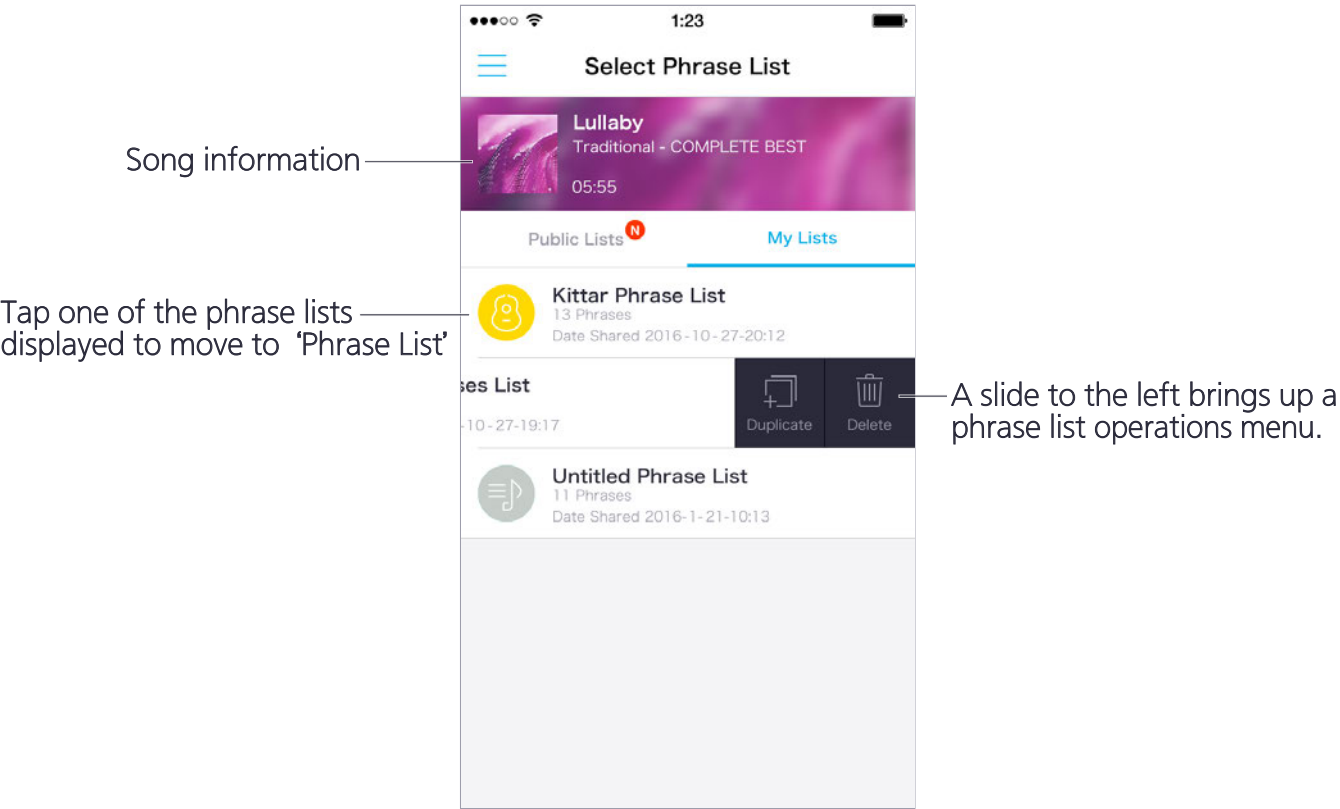 1:23
Select Phrase List
Song information
Lullaby
Traditional - COMPLETE BEST
05:55
Public Lists N
My Lists
Tap one of the phrase lists
displayed to move to ‘Phrase List’
Kittar Phrase List
13 Phrases
Date Shared 2016-10-27-20:12
ses List
-10-27-19:17
Duplicate
Delete
A slide to the left brings up a
phrase list operations menu.
Untitled Phrase List
11 Phrases
Date Shared 2016-1-21-10:13